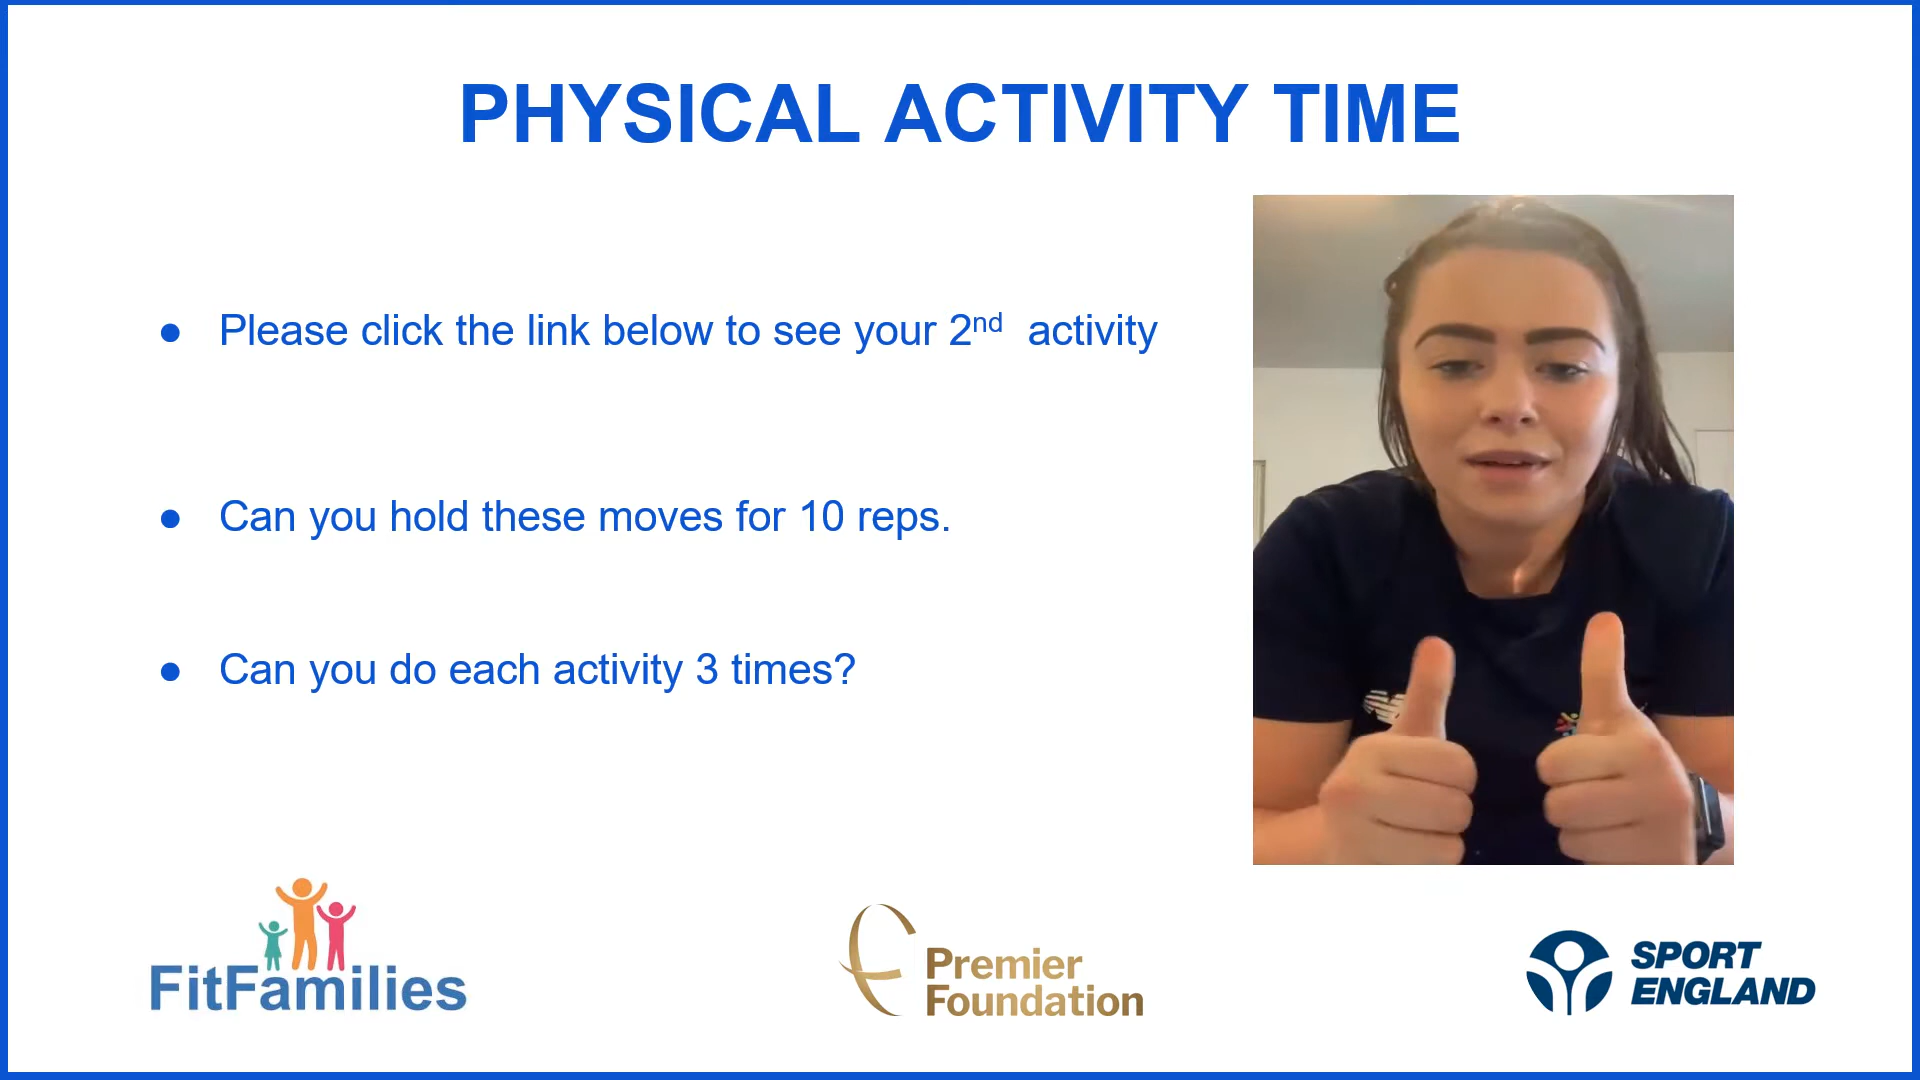 PHYSICAL ACTIVITY TIME
● Please click the link below to see your 2nd activity
● Can you hold these moves for 10 reps.
● Can you do each activity 3 times?
FitFamilies
Premier
Foundation
SPORT
ENGLAND